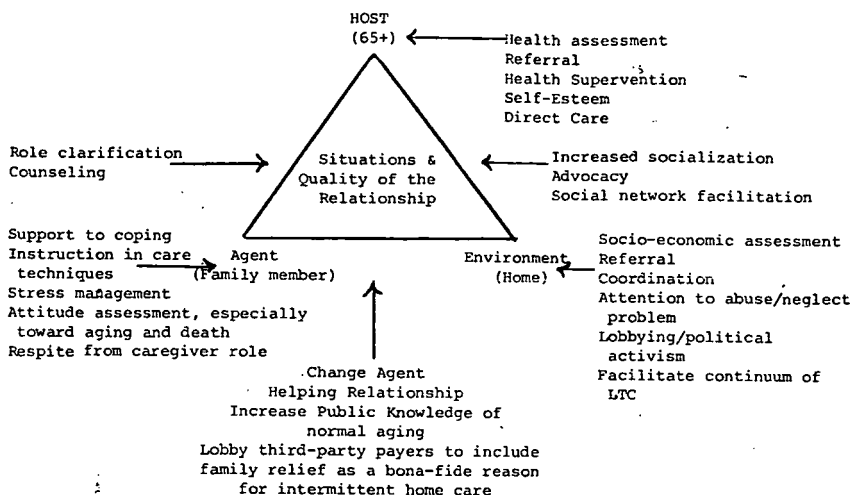 HOST
(65+)
Health assessment
Referral
Health Supervention
Self-Esteem
Direct Care
Role clarification
Counseling
Situations &
Quality of the
Relationship
Increased socialization
Advocacy
Social network facilitation
Support to coping
Instruction in care
techniques
Stress management
Attitude assessment, especially
toward aging and death
Respite from caregiver role
Agent
(Family member)
Environment
(Home)
Socio-economic assessment
Referral
Coordination
Attention to abuse/neglect
problem
Lobbying/political
activism
Facilitate continuum of
LTC
Change Agent
Helping Relationship
Increase Public Knowledge of
normal aging
Lobby third-party payers to include
family relief as a bona-fide reason
for intermittent home care